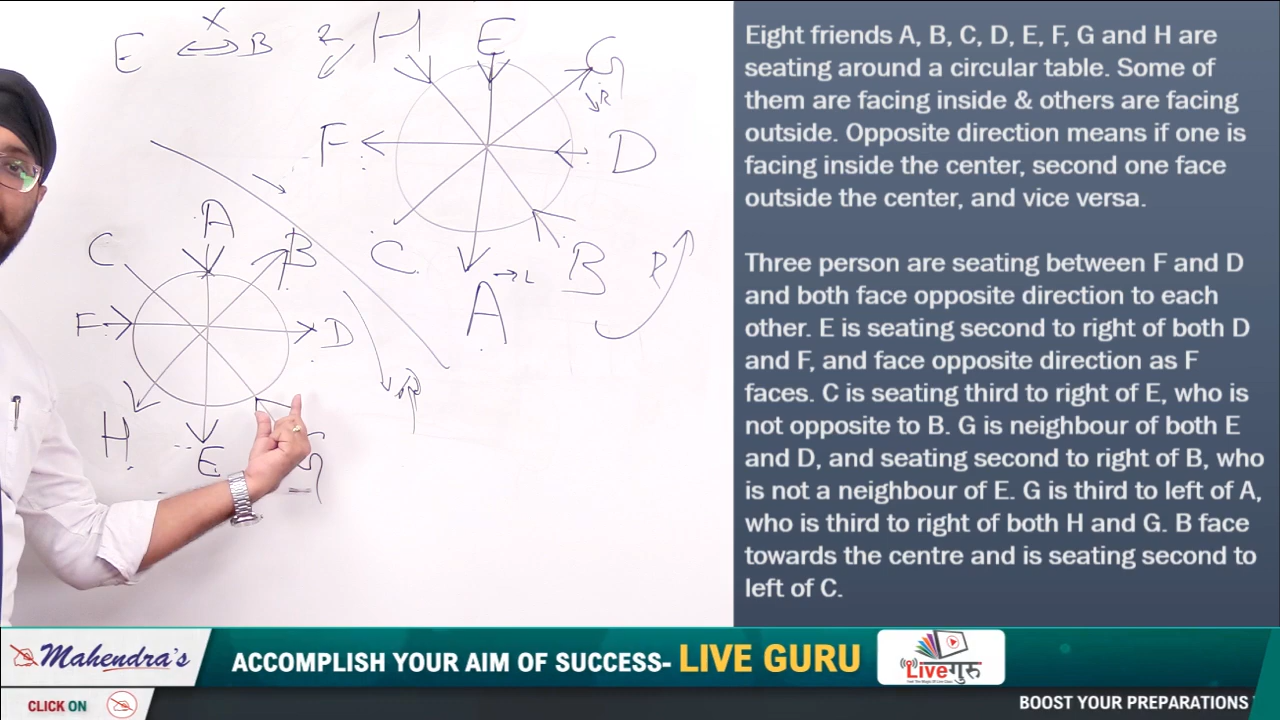 E X B R H E G
R
F D
C B R
A L
A
C B
F D R
H E G
Eight friends A, B, C, D, E, F, G and H are
seating around a circular table. Some of
them are facing inside & others are facing
outside. Opposite direction means if one is
facing inside the center, second one face
outside the center, and vice versa.
Three person are seating between F and D
and both face opposite direction to each
other. E is seating second to right of both D
and F, and face opposite direction as F
faces. C is seating third to right of E, who is
not opposite to B. G is neighbour of both E
and D, and seating second to right of B, who
is not a neighbour of E. G is third to left of A,
who is third to right of both H and G. B face
towards the centre and is seating second to
left of C.
Mahendra's
ACCOMPLISH YOUR AIM OF SUCCESS- LIVE GURU
Liveगुरु
CLICK ON
BOOST YOUR PREPARATIONS